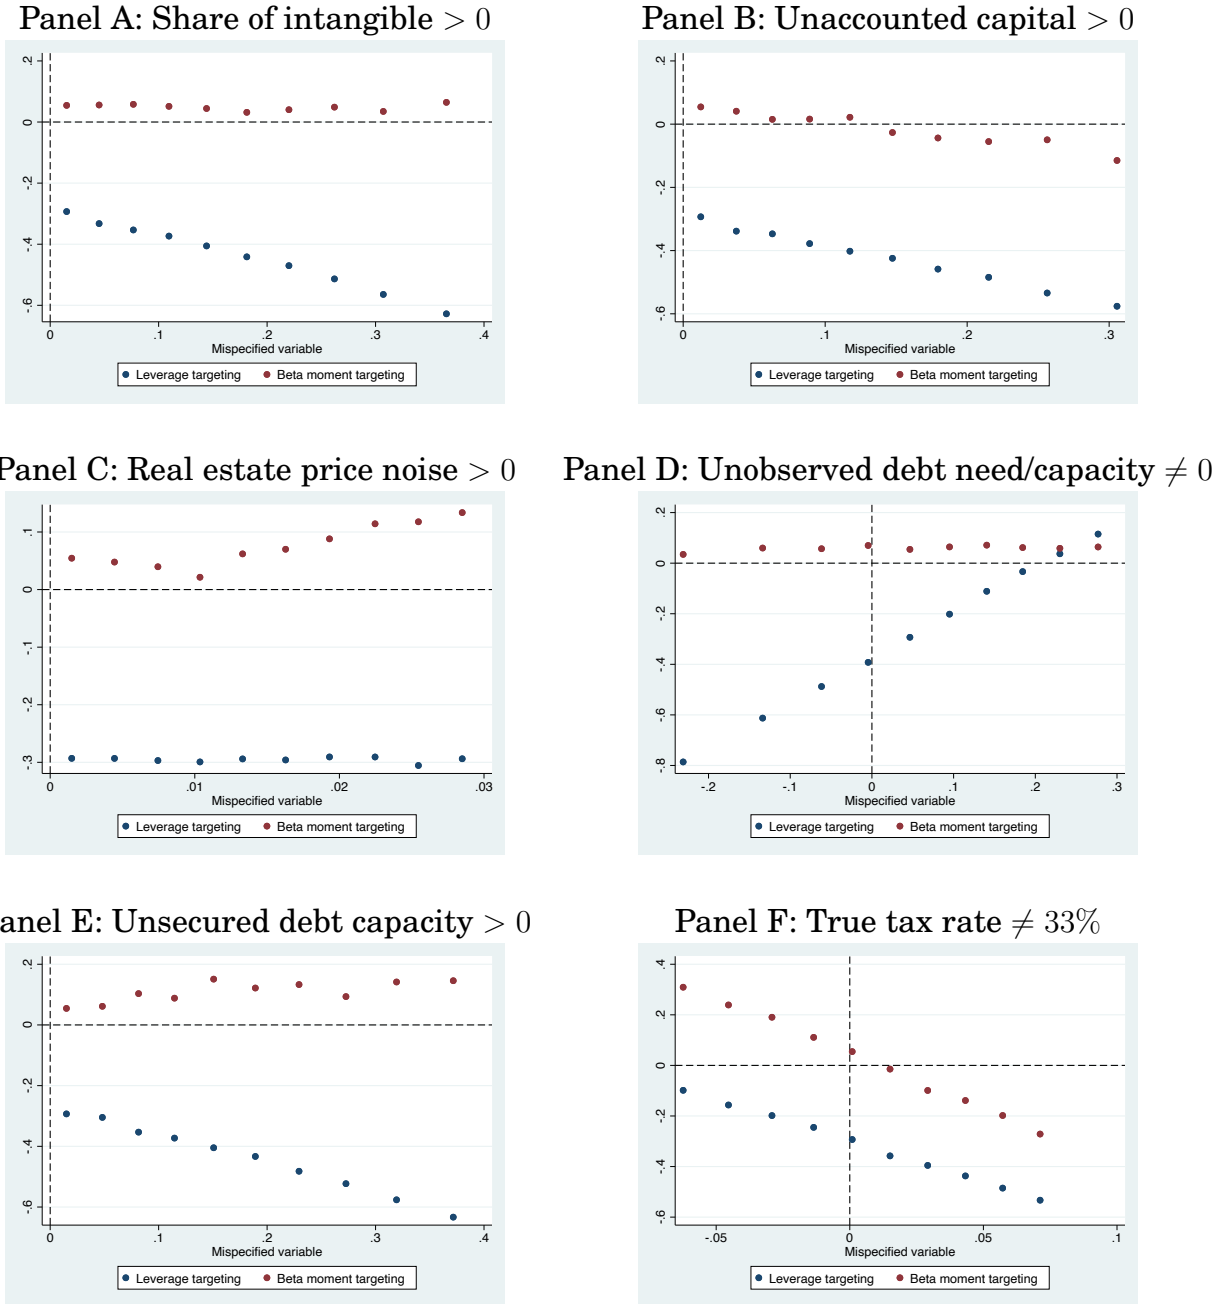 Panel A: Share of intangible > 0
.2
0
-.2
-.4
-.6
0 .1 .2 .3 .4
Mispecified variable
Leverage targeting Beta moment targeting
Panel B: Unaccounted capital > 0
.2
0
-.2
-.4
-.6
0 .1 .2 .3
Mispecified variable
Leverage targeting Beta moment targeting
Panel C: Real estate price noise > 0
.1
0
-.1
-.2
-.3
0 .01 .02 .03
Mispecified variable
Leverage targeting Beta moment targeting
Panel D: Unobserved debt need/capacity ≠ 0
.2
0
-.2
-.4
-.6
-.8
-.2 -.1 0 .1 .2 .3
Mispecified variable
Leverage targeting Beta moment targeting
anel E: Unsecured debt capacity > 0
.2
0
-.2
-.4
-.6
0 .1 .2 .3 .4
Mispecified variable
Leverage targeting Beta moment targeting
Panel F: True tax rate ≠ 33%
.4
.2
0
-.2
-.4
-.6
-.05 0 .05 .1
Mispecified variable
Leverage targeting Beta moment targeting